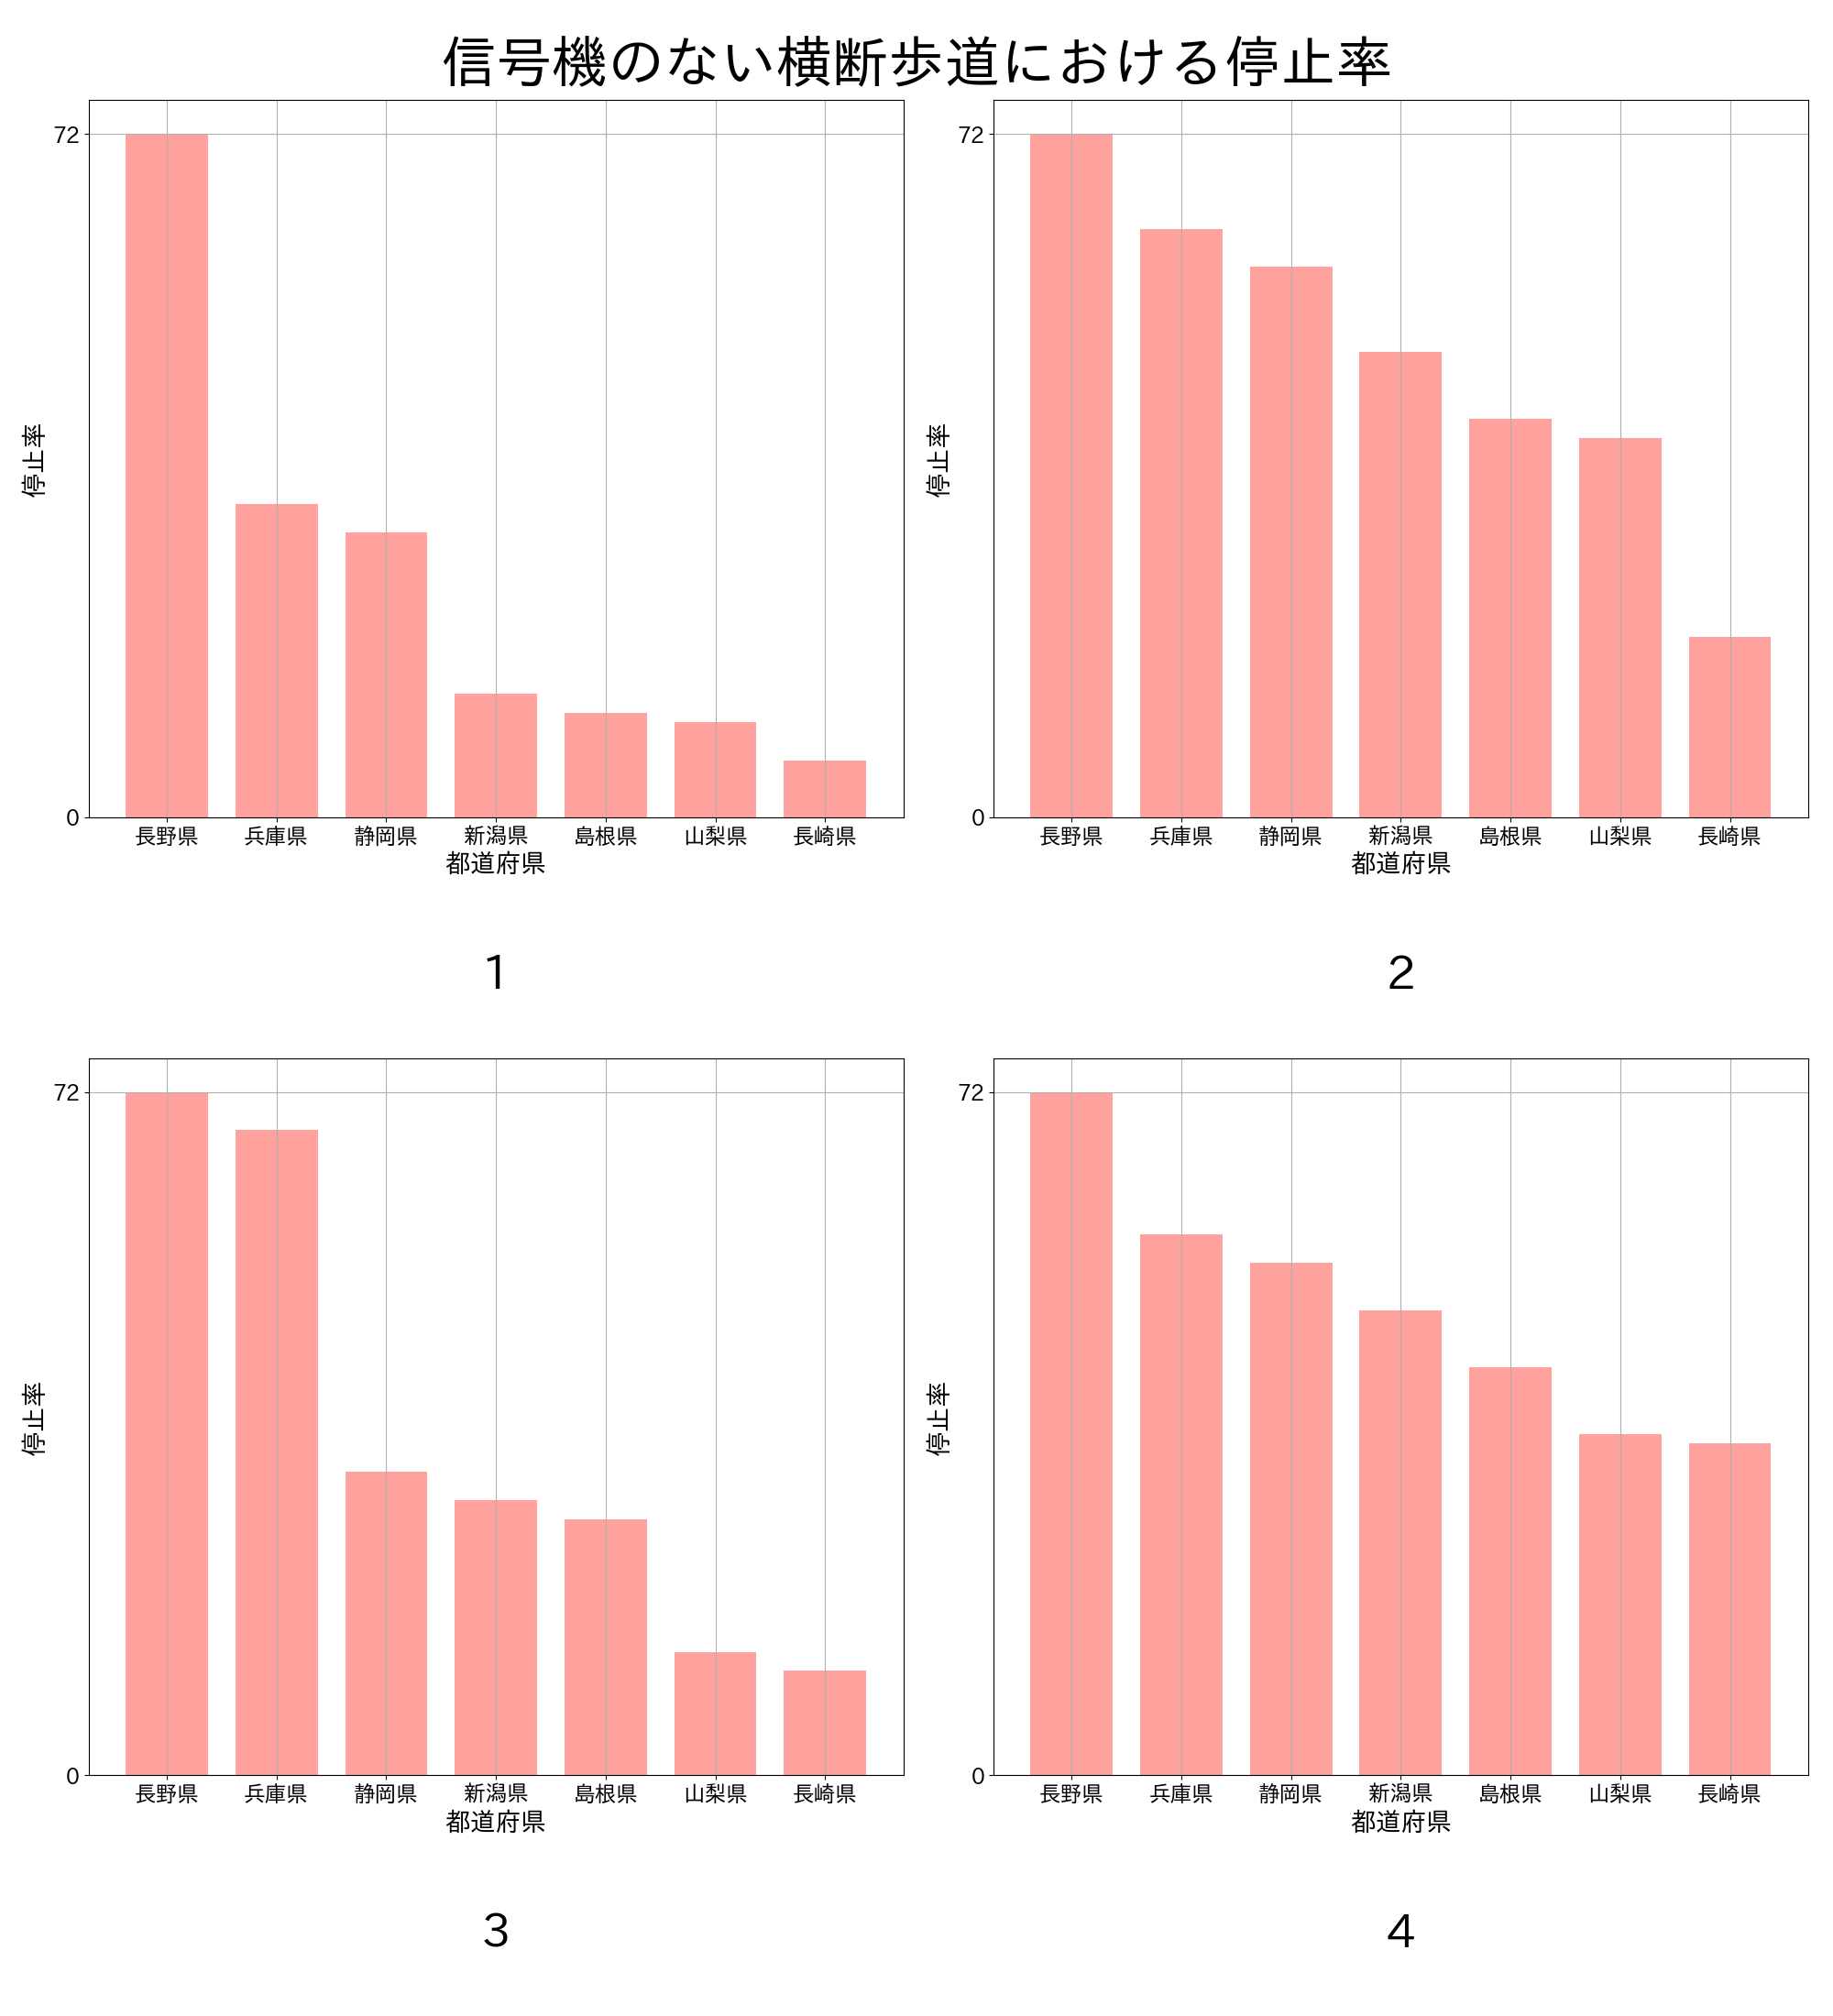 信号機のない横断歩道における停止率
72
0
停止率
長野県 兵庫県 静岡県 新潟県 島根県 山梨県 長崎県
都道府県
1
72
0
停止率
長野県 兵庫県 静岡県 新潟県 島根県 山梨県 長崎県
都道府県
2
72
0
停止率
長野県 兵庫県 静岡県 新潟県 島根県 山梨県 長崎県
都道府県
3
72
0
停止率
長野県 兵庫県 静岡県 新潟県 島根県 山梨県 長崎県
都道府県
4